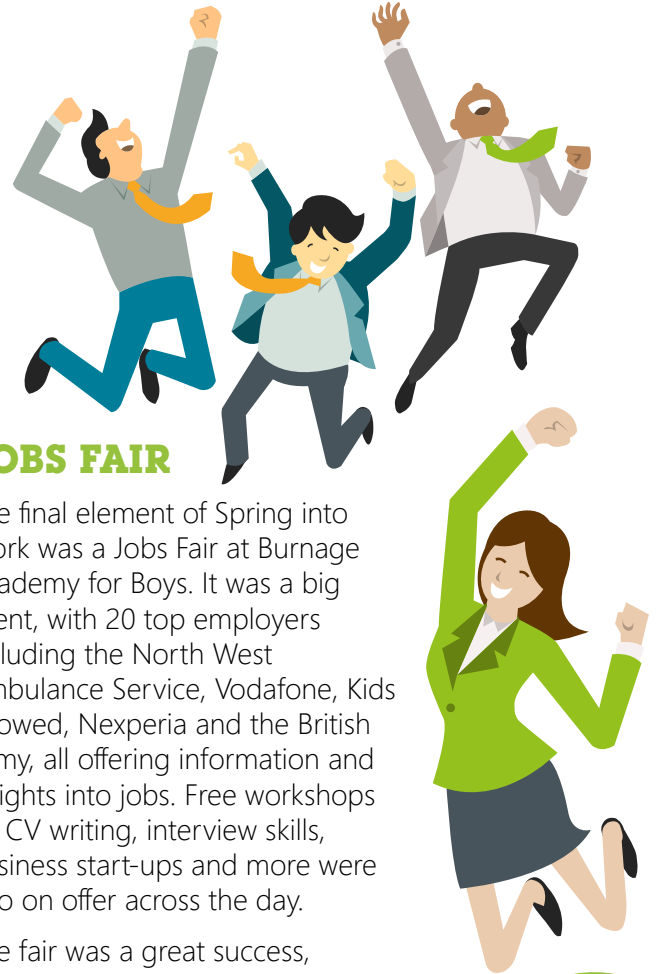 OBS FAIR
e final element of Spring into
ork was a Jobs Fair at Burnage
ademy for Boys. It was a big
ent, with 20 top employers
luding the North West
nbulance Service, Vodafone, Kids
owed, Nexperia and the British
my, all offering information and
ights into jobs. Free workshops
CV writing, interview skills,
siness start-ups and more were
o on offer across the day.
e fair was a great success,